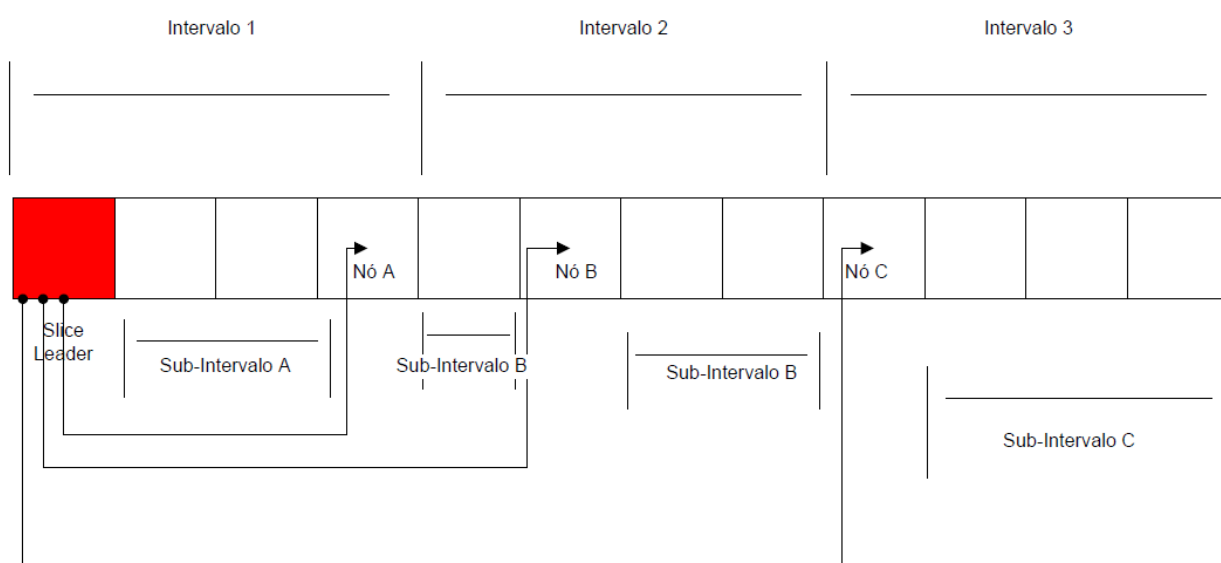 Intervalo 1
Intervalo 2
Intervalo 3
Nó A
Nó B
Nó C
Slice
Leader
Sub-Intervalo A
Sub-Intervalo B
Sub-Intervalo B
Sub-Intervalo C